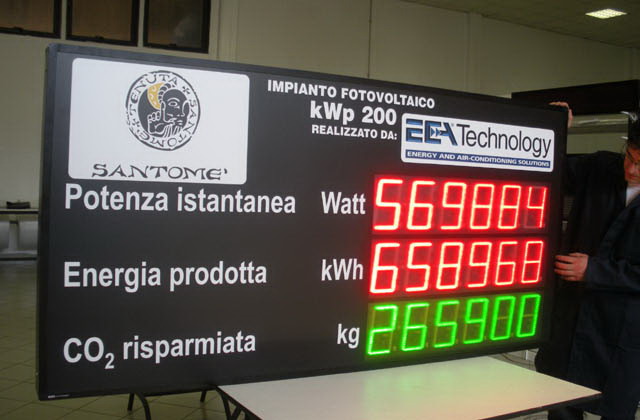 TENUTA SANTOME
SANTOME'
IMPIANTO FOTOVOLTAICO
kWp 200
REALIZZATO DA:
EEA Technology
ENERGY AND AIR-CONDITIONING SOLUTIONS
Potenza istantanea Watt 569884
Energia prodotta kWh 658968
CO2 risparmiata kg 265900